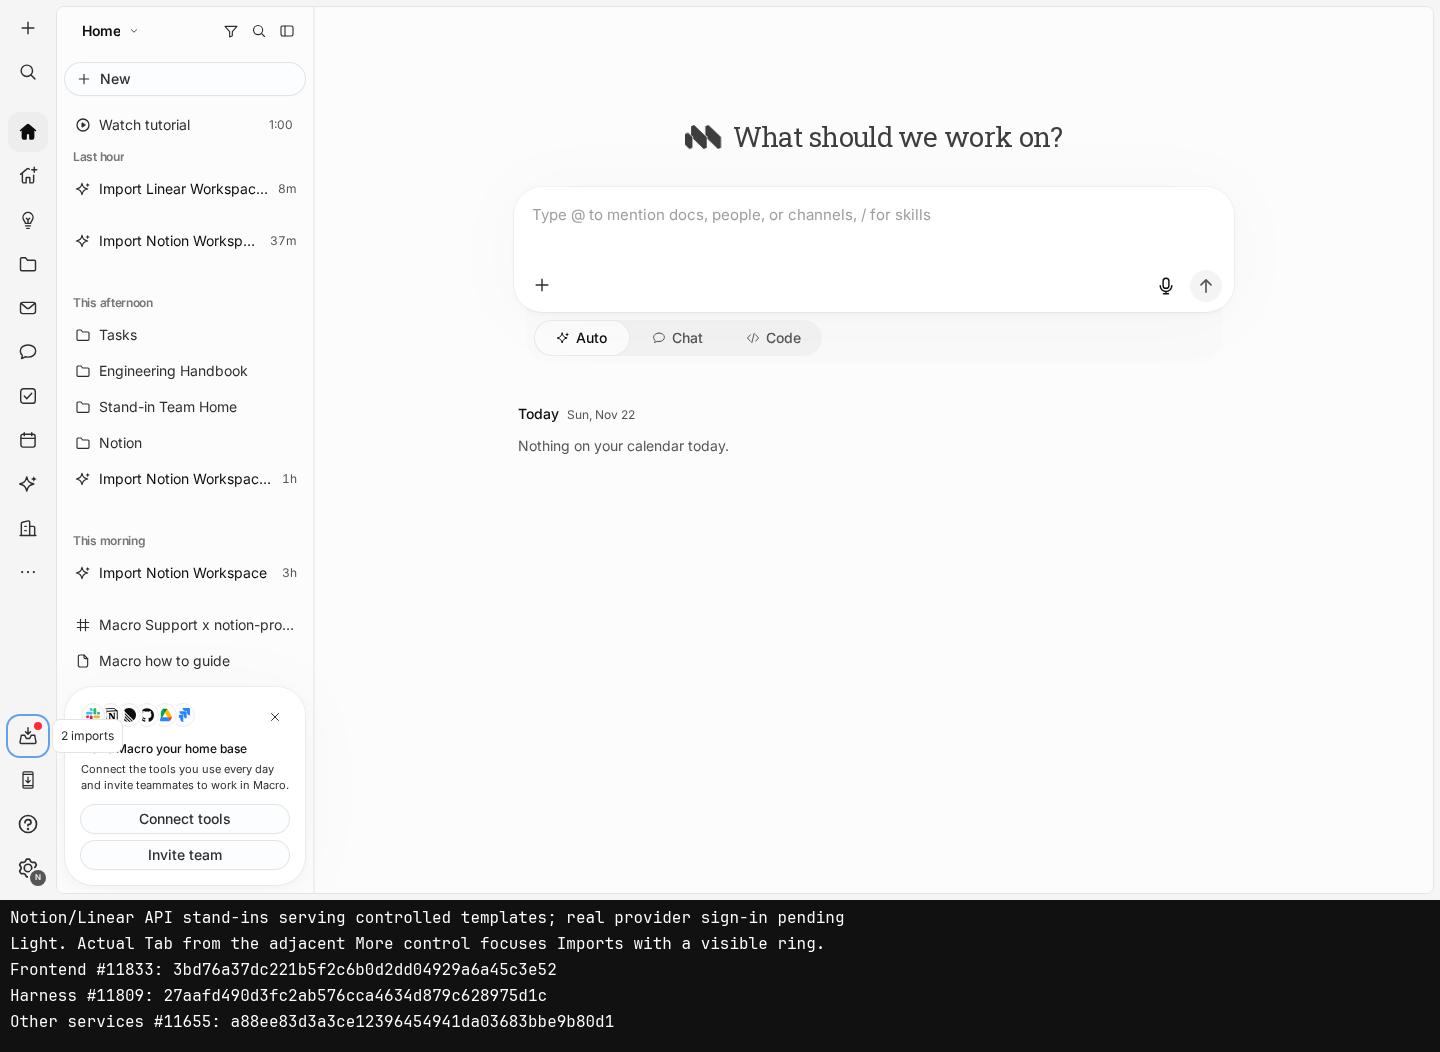 Home
New
Watch tutorial 1:00
Last hour
Import Linear Workspac... 8m
Import Notion Worksp... 37m
This afternoon
Tasks
Engineering Handbook
Stand-in Team Home
Notion
Import Notion Workspac... 1h
This morning
Import Notion Workspace 3h
Macro Support x notion-pro...
Macro how to guide
2 imports
Macro your home base
Connect the tools you use every day
and invite teammates to work in Macro.
Connect tools
Invite team
N
What should we work on?
Type @ to mention docs, people, or channels, / for skills
Auto Chat Code
Today Sun, Nov 22
Nothing on your calendar today.
Notion/Linear API stand-ins serving controlled templates; real provider sign-in pending
Light. Actual Tab from the adjacent More control focuses Imports with a visible ring.
Frontend #11833: 3bd76a37dc221b5f2c6b0d2dd04929a6a45c3e52
Harness #11809: 27aafd490d3fc2ab576cca4634d879c628975d1c
Other services #11655: a88ee83d3a3ce12396454941da03683bbe9b80d1